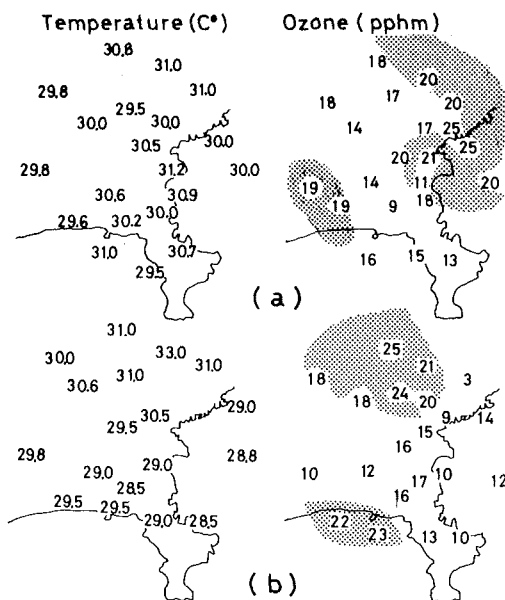 Temperature (C°) Ozone (pphm)
30.8
31.0 18
29.8 31.0 20
29.5 18 17 20
30.0 30.0 14 17 25
30.5 30.0 25
29.8 31.2 30.0 20 21
30.6 30.9 19 14 11 20
29.6 30.2 30.0 19 9 18
31.0 30.7 16 15 13
29.5
(a)
31.0 25
30.0 33.0 31.0 21
30.6 31.0 18 3
29.0 18 24 20
29.5 30.5 15 9 14
29.8 29.0 28.8 16
29.0 10 12 17 10 12
28.5 16
29.5 29.5 22
29.0 28.5 23 13 10
(b)